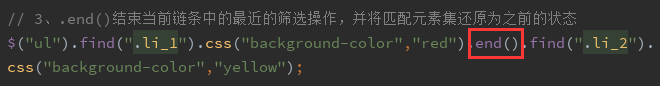 // 3、.end()结束当前链条中的最近的筛选操作，并将匹配元素集还原为之前的状态
$("ul").find(".li_1").css("background-color","red").end().find(".li_2").
css("background-color","yellow");